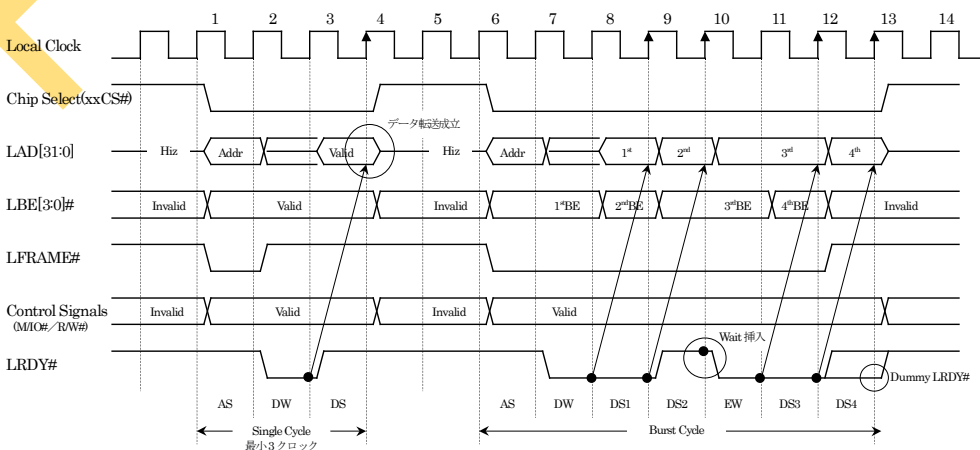 1 2 3 4 5 6 7 8 9 10 11 12 13 14
Local Clock
Chip Select(xxCS#)
データ転送成立
LAD[31:0] Hiz Addr Valid Hiz Addr 1st 2nd 3rd 4th
LBE[3:0]# Invalid Valid Invalid 1stBE 2ndBE 3rdBE 4thBE Invalid
LFRAME#
Control Signals Invalid Valid Invalid Valid
(M/IO#／R/W#)
Wait 挿入
LRDY#
Dummy LRDY#
AS DW DS AS DW DS1 DS2 EW DS3 DS4
Single Cycle Burst Cycle
最小 3 クロック